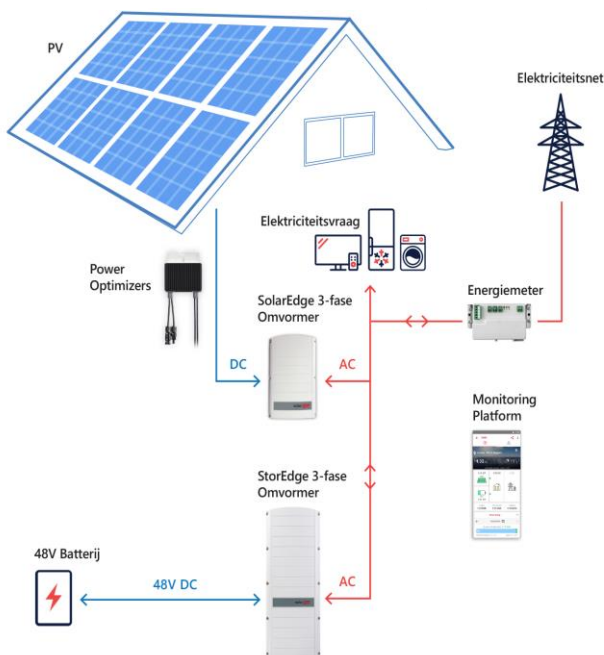 PV
Elektriciteitsnet
Elektriciteitsvraag
Power
Optimizers
SolarEdge 3-fase
Omvormer
Energiemeter
DC
AC
Monitoring
Platform
StorEdge 3-fase
Omvormer
48V Batterij
48V DC
AC